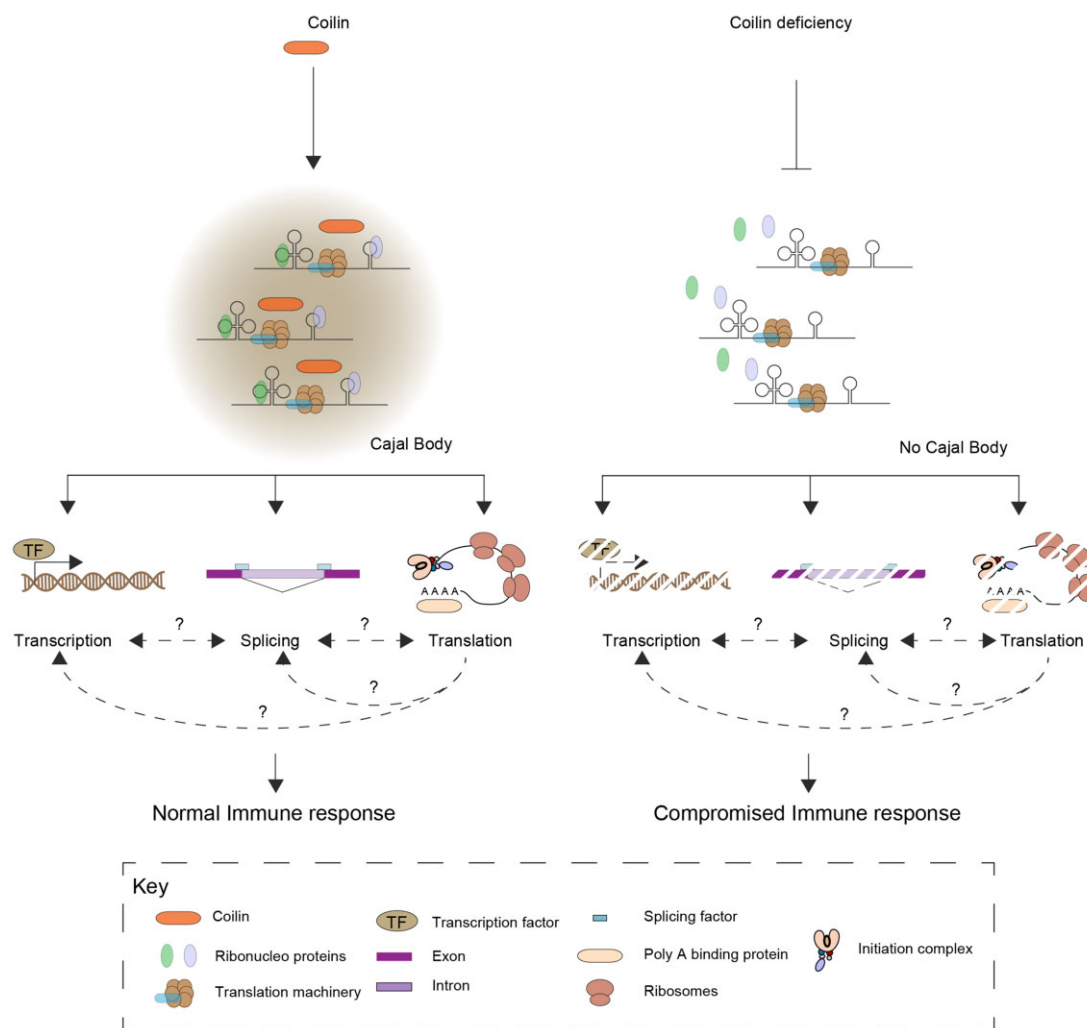 Coilin
Coilin deficiency
Cajal Body
No Cajal Body
TF
A A A A
TF
A A A A
Transcription
?
Splicing
?
Translation
?
?
Transcription
?
Splicing
?
Translation
?
?
Normal Immune response
Compromised Immune response
Key
Coilin
TF
Transcription factor
Splicing factor
Initiation complex
Ribonucleo proteins
Exon
Poly A binding protein
Translation machinery
Intron
Ribosomes